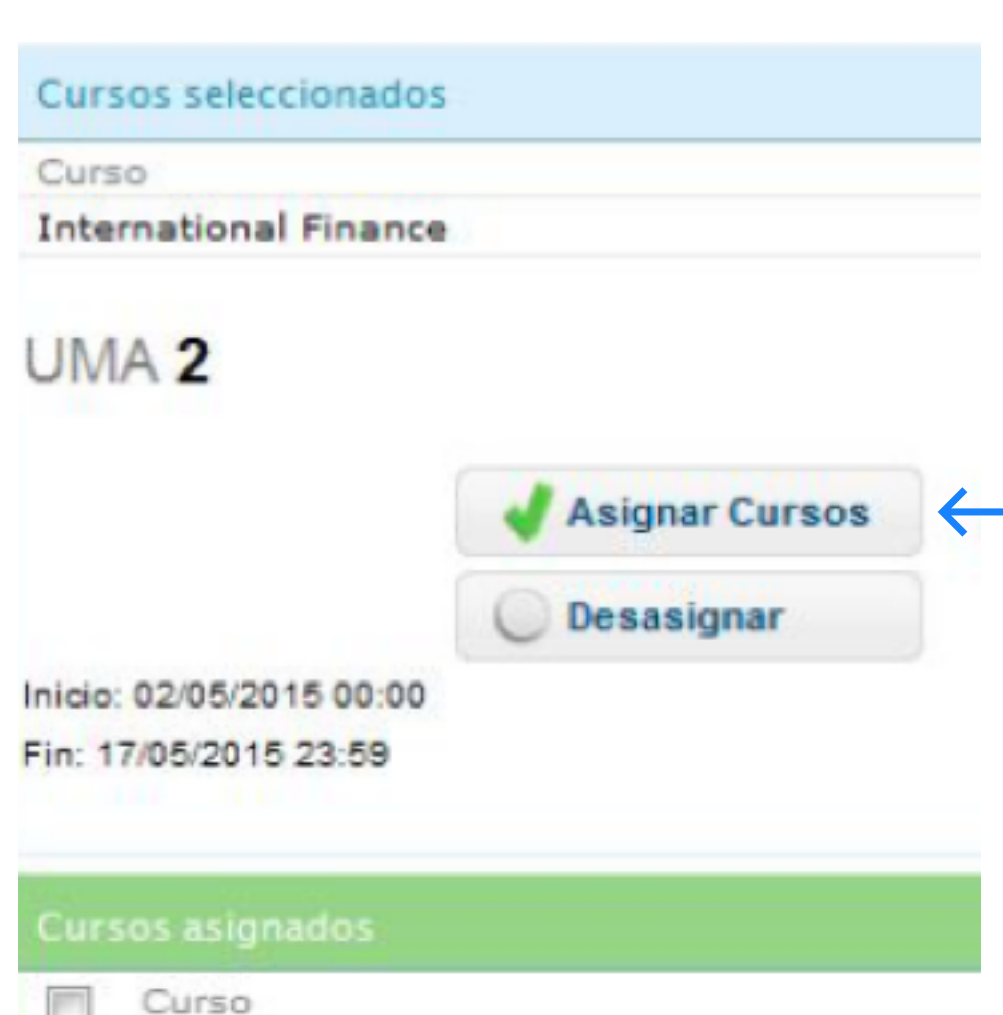 Cursos seleccionados
Curso
International Finance
UMA 2
Asignar Cursos
Desasignar
Inicio: 02/05/2015 00:00
Fin: 17/05/2015 23:59
Cursos asignados
Curso